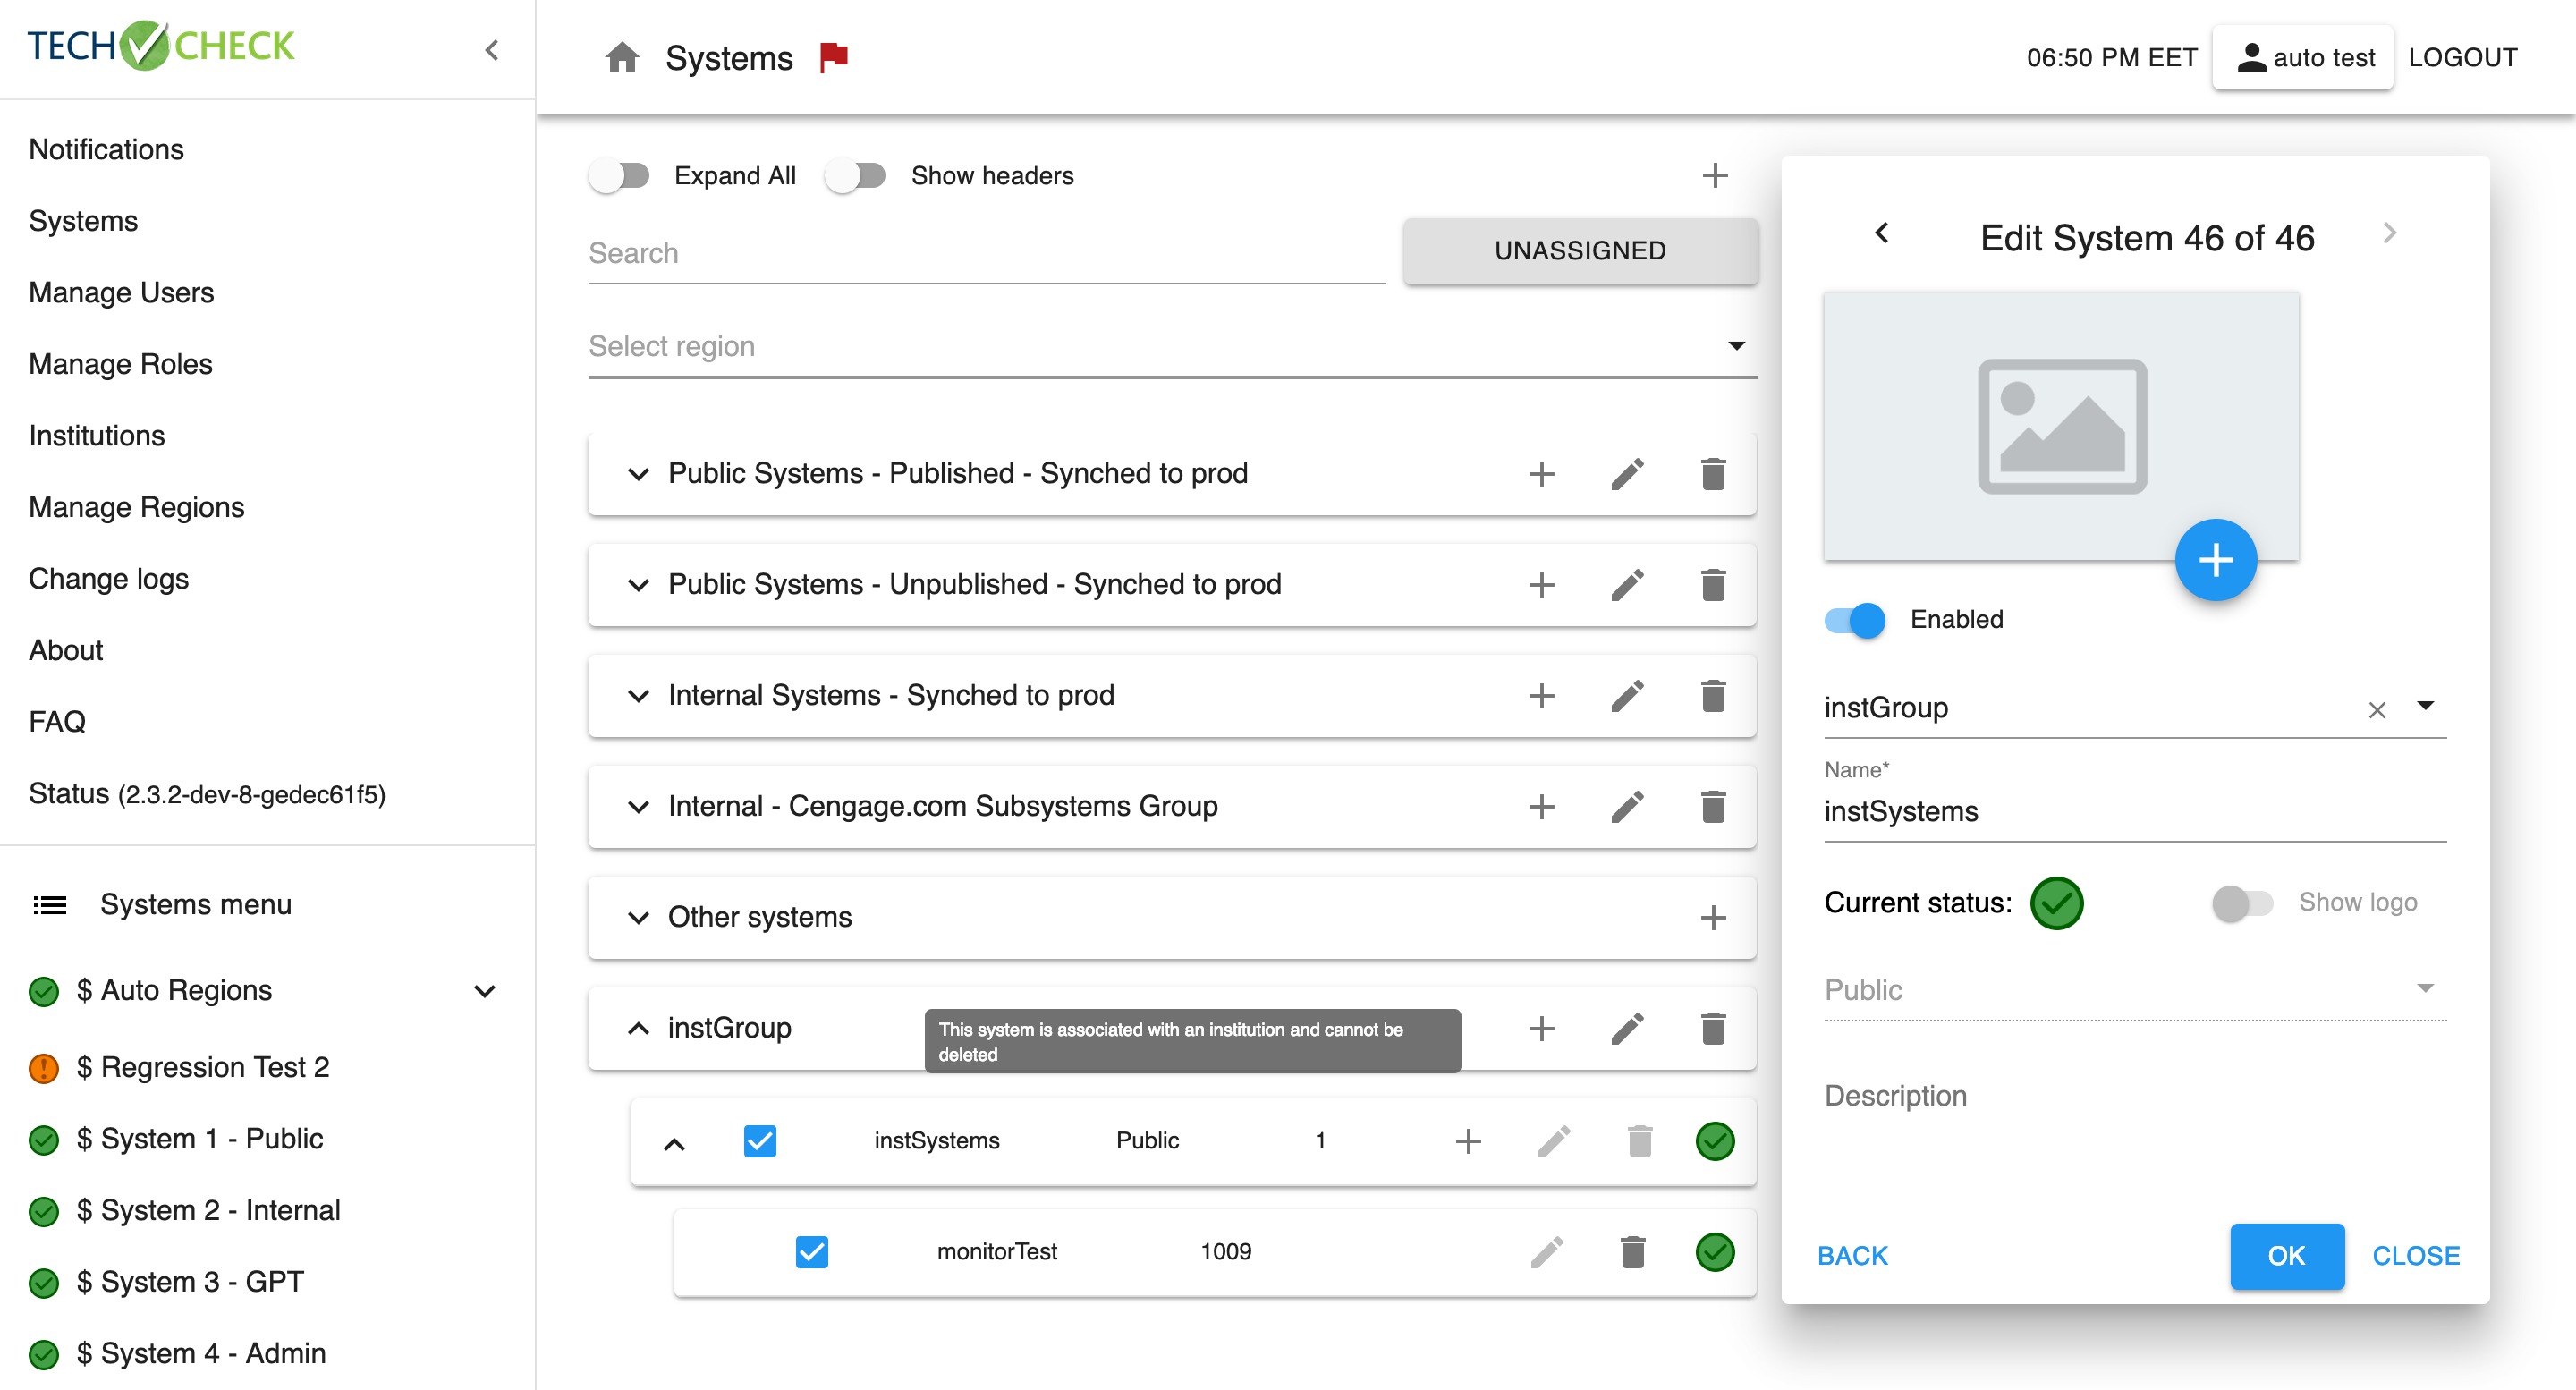 TECH CHECK
Notifications
Systems
Manage Users
Manage Roles
Institutions
Manage Regions
Change logs
About
FAQ
Status (2.3.2-dev-8-gedec61f5)
Systems menu
$ Auto Regions
$ Regression Test 2
$ System 1 - Public
$ System 2 - Internal
$ System 3 - GPT
$ System 4 - Admin
Systems
06:50 PM EET
auto test
LOGOUT
Expand All
Show headers
Search
UNASSIGNED
Select region
Public Systems - Published - Synched to prod
Public Systems - Unpublished - Synched to prod
Internal Systems - Synched to prod
Internal - Cengage.com Subsystems Group
Other systems
instGroup
This system is associated with an institution and cannot be
deleted
instSystems Public 1
monitorTest 1009
Edit System 46 of 46
Enabled
instGroup
Name*
instSystems
Current status:
Show logo
Public
Description
BACK
OK
CLOSE